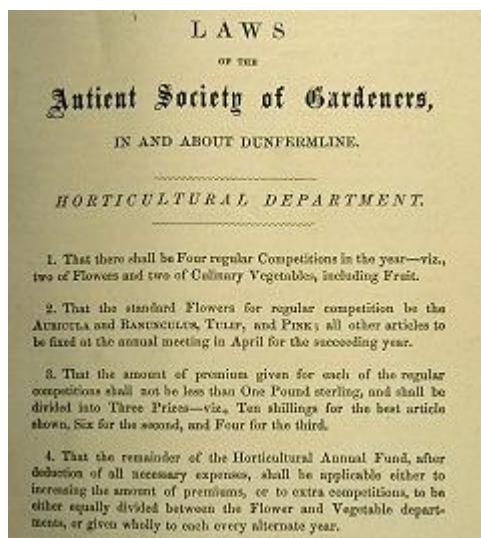 LAWS
OF THE
Antient Society of Gardeners,
IN AND ABOUT DUNFERMLINE.
HORTICULTURAL DEPARTMENT.
1. That there shall be Four regular Competitions in the year—viz.,
two of Flowers and two of Culinary Vegetables, including Fruit.
2. That the standard Flowers for regular competition be the
AURICULA and RANUNCULUS, TULIP, and PINK; all other articles to
be fixed at the annual meeting in April for the succeeding year.
3. That the amount of premium given for each of the regular
competitions shall not be less than One Pound sterling, and shall be
divided into Three Prizes—viz., Ten shillings for the best article
shown, Six for the second, and Four for the third.
4. That the remainder of the Horticultural Annual Fund, after
deduction of all necessary expenses, shall be applicable either to
increasing the amount of premiums, or to extra competitions, to be
either equally divided between the Flower and Vegetable depart-
ments, or given wholly to each every alternate year.